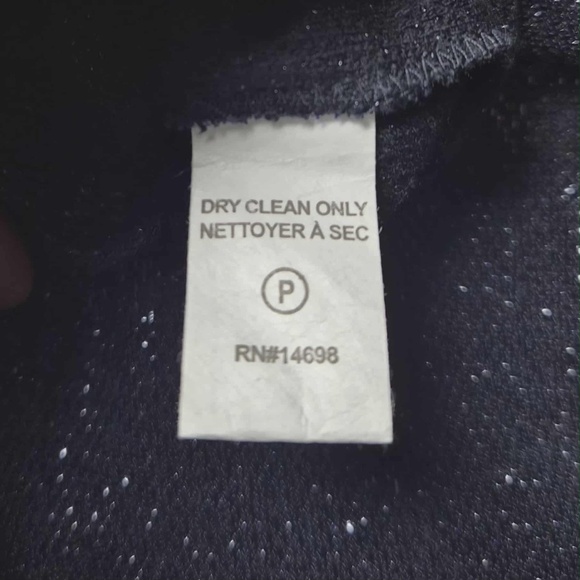 DRY CLEAN ONLY
NETTOYER À SEC
P
RN#14698